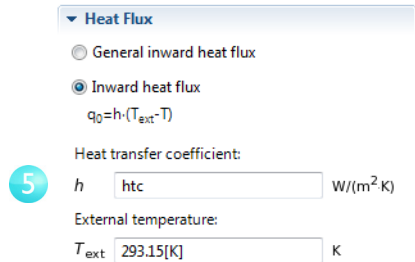 Heat Flux
General inward heat flux
Inward heat flux
q₀=h·(Tₑₓₜ-T)
Heat transfer coefficient:
5 h htc W/(m²·K)
External temperature:
Tₑₓₜ 293.15[K] K